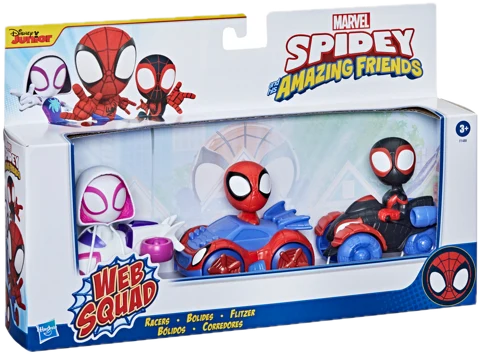 Disney
JUNIOR
MARVEL
SPIDEY
and his
AMAZING FRIENDS
3+
WEB
SQUAD
RACERS • BOLIDES • FLITZER
BÓLIDOS • CORREDORES
Hasbro